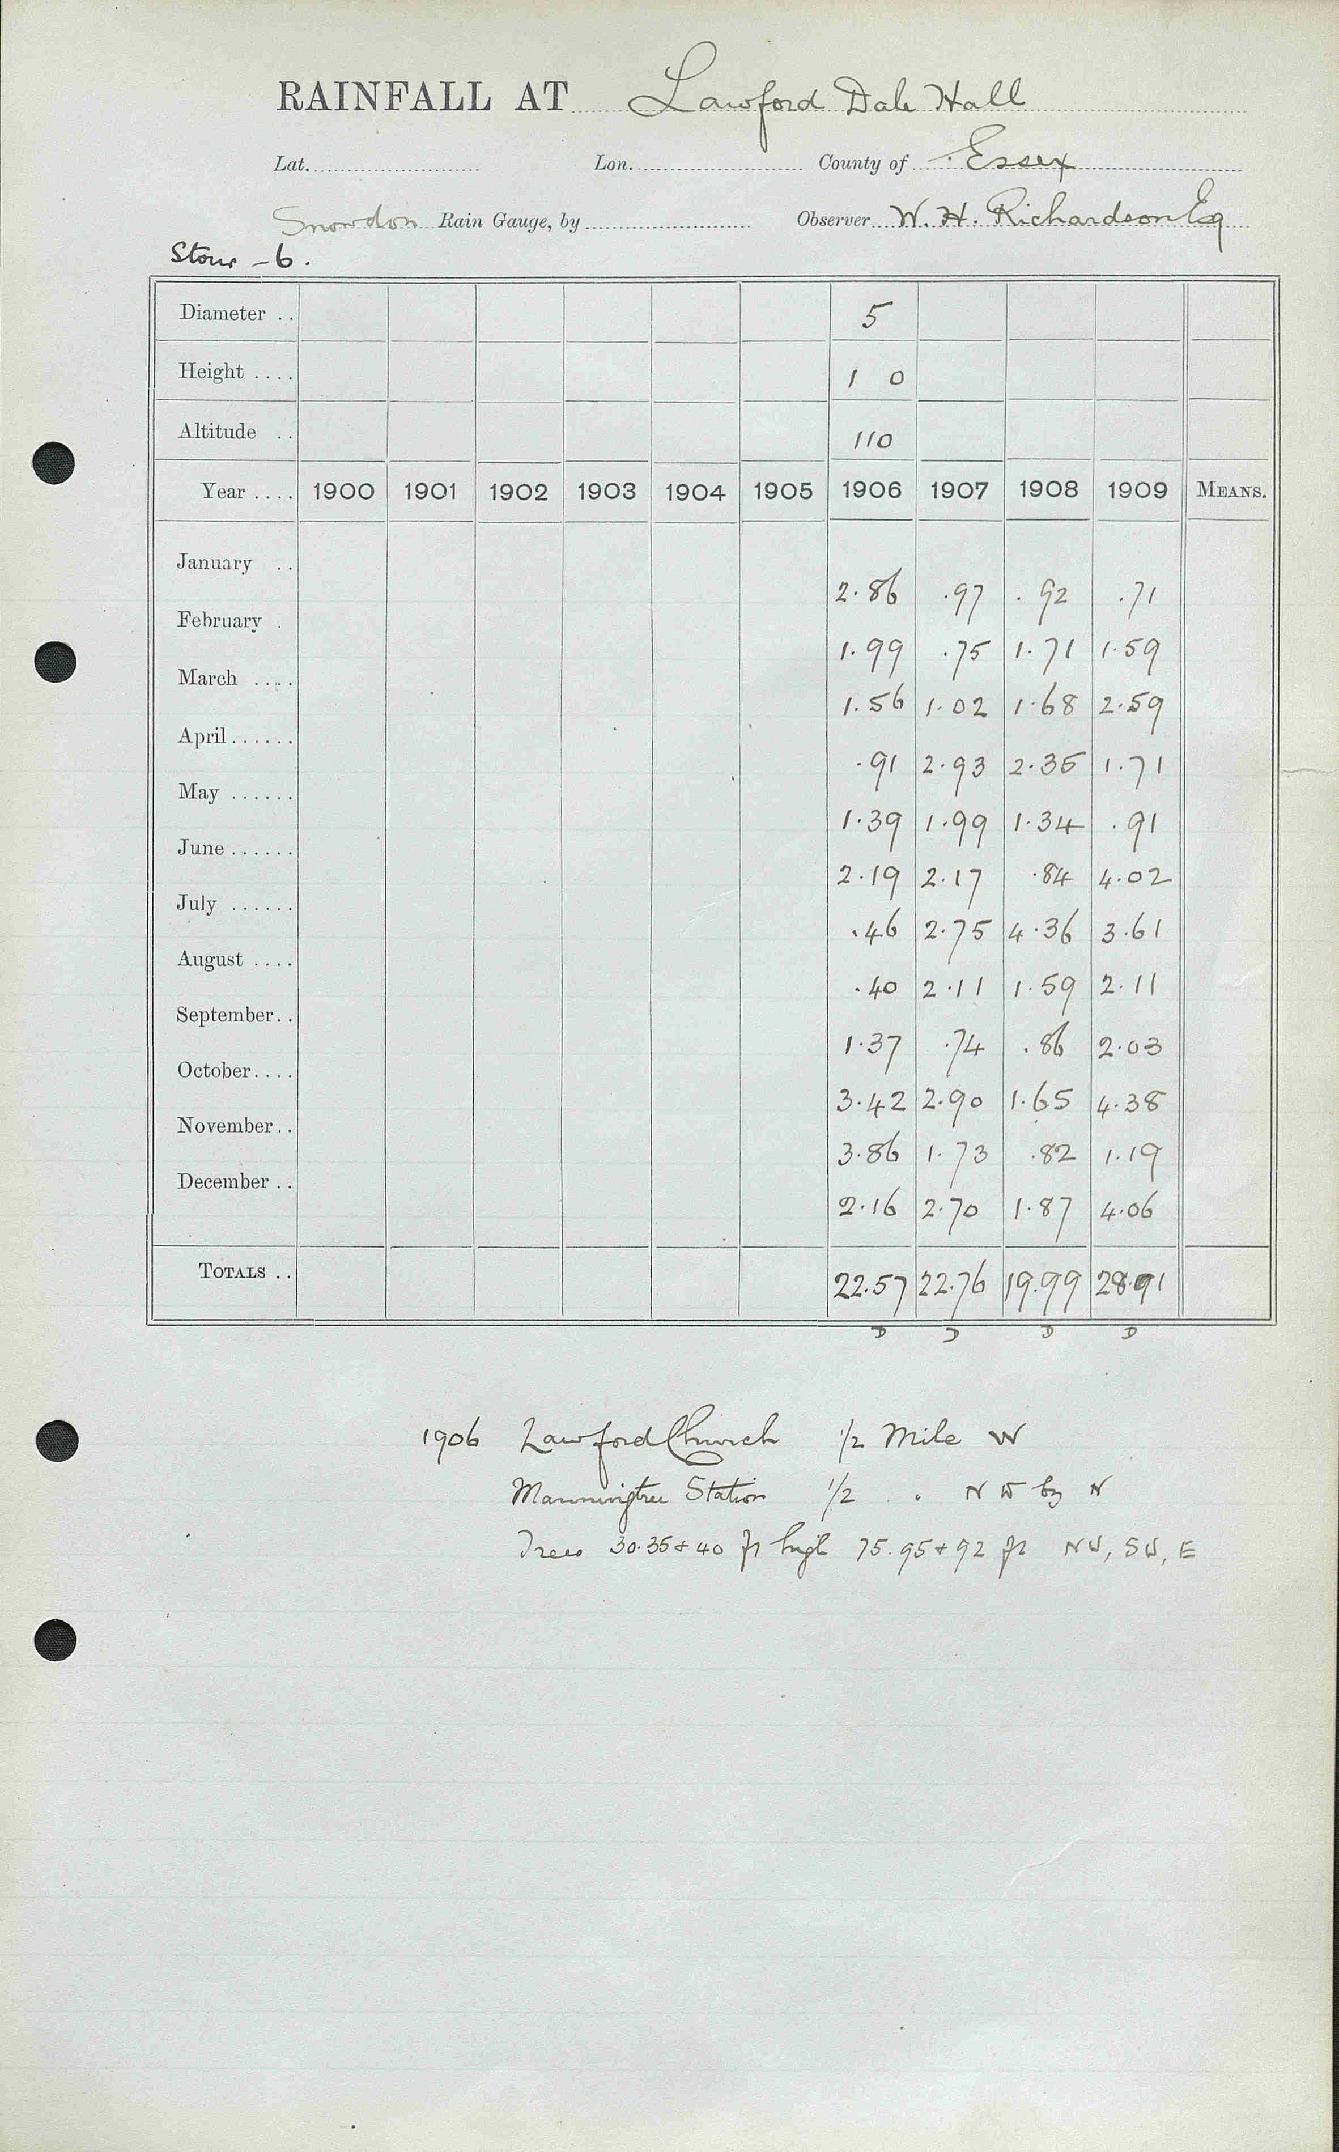 RAINFALL AT Lawford Dale Hall
Lat. Lon. County of Essex
Snowdon Rain Gauge, by Observer W. H. Richardson Esq
Stour - 6.
Diameter .. 5
Height .... 1 0
Altitude .. 110
Year .... 1900 1901 1902 1903 1904 1905 1906 1907 1908 1909 MEANS.
January .. 2.86 .97 .92 .71
February . 1.99 .75 1.71 1.59
March .... 1.56 1.02 1.68 2.59
April...... .91 2.93 2.35 1.71
May ...... 1.39 1.99 1.34 .91
June...... 2.19 2.17 .84 4.02
July ...... .46 2.75 4.36 3.61
August .... .40 2.11 1.59 2.11
September.. 1.37 .74 .86 2.03
October.... 3.42 2.90 1.65 4.38
November.. 3.86 1.73 .82 1.19
December .. 2.16 2.70 1.87 4.06
TOTALS .. 22.57 22.76 19.99 28.91
D D D D
1906 Lawford Church 1/2 Mile W
Manningtree Station 1/2 . . N W by N
Trees 30.35 & 40 ft high 75.95 + 92 ft NW, SW, E